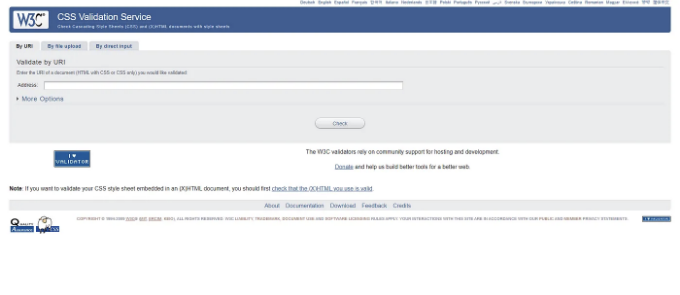 Deutsch English Español Français 한국어 Italiano Nederlands 日本語 Polski Português Русский فارسی Svenska Български Українська Čeština Romanian Magyar Ελληνικά हिन्दी 简体中文
W3C CSS Validation Service
Check Cascading Style Sheets (CSS) and (X)HTML documents with style sheets
By URI By file upload By direct input
Validate by URI
Enter the URI of a document (HTML with CSS or CSS only) you would like validated:
Address:
More Options
Check
I ♥
VALIDATOR
The W3C validators rely on community support for hosting and development.
Donate and help us build better tools for a better web.
Note: If you want to validate your CSS style sheet embedded in an (X)HTML document, you should first check that the (X)HTML you use is valid.
About Documentation Download Feedback Credits
COPYRIGHT
ALL RIGHTS RESERVED. W3C LIABILITY, TRADEMARK, DOCUMENT USE AND SOFTWARE LICENSING RULES APPLY. YOUR INTERACTIONS WITH THIS SITE ARE IN ACCORDANCE WITH OUR PUBLIC AND MEMBER PRIVACY STATEMENTS.